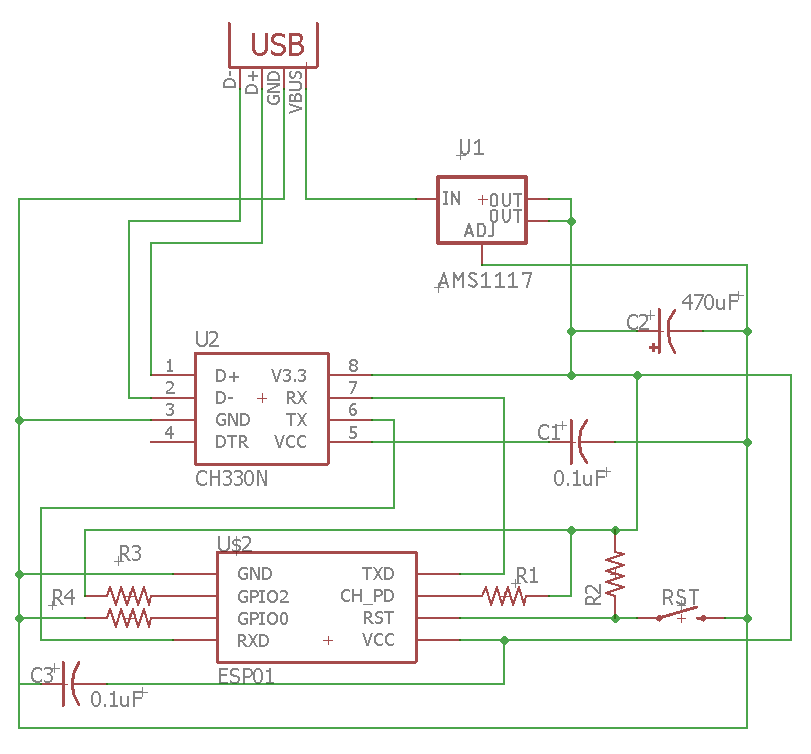 USB
D-
D+
GND
VBUS
U1
IN
OUT
OUT
ADJ
AMS1117
470uF
C2
U2
1 D+ V3.3 8
2 D- RX 7
3 GND TX 6
4 DTR VCC 5
CH330N
C1
0.1uF
U$2
R3
GND TXD
R4 GPIO2 CH_PD R1
GPIO0 RST R2 RST
RXD VCC
ESP01
C3
0.1uF